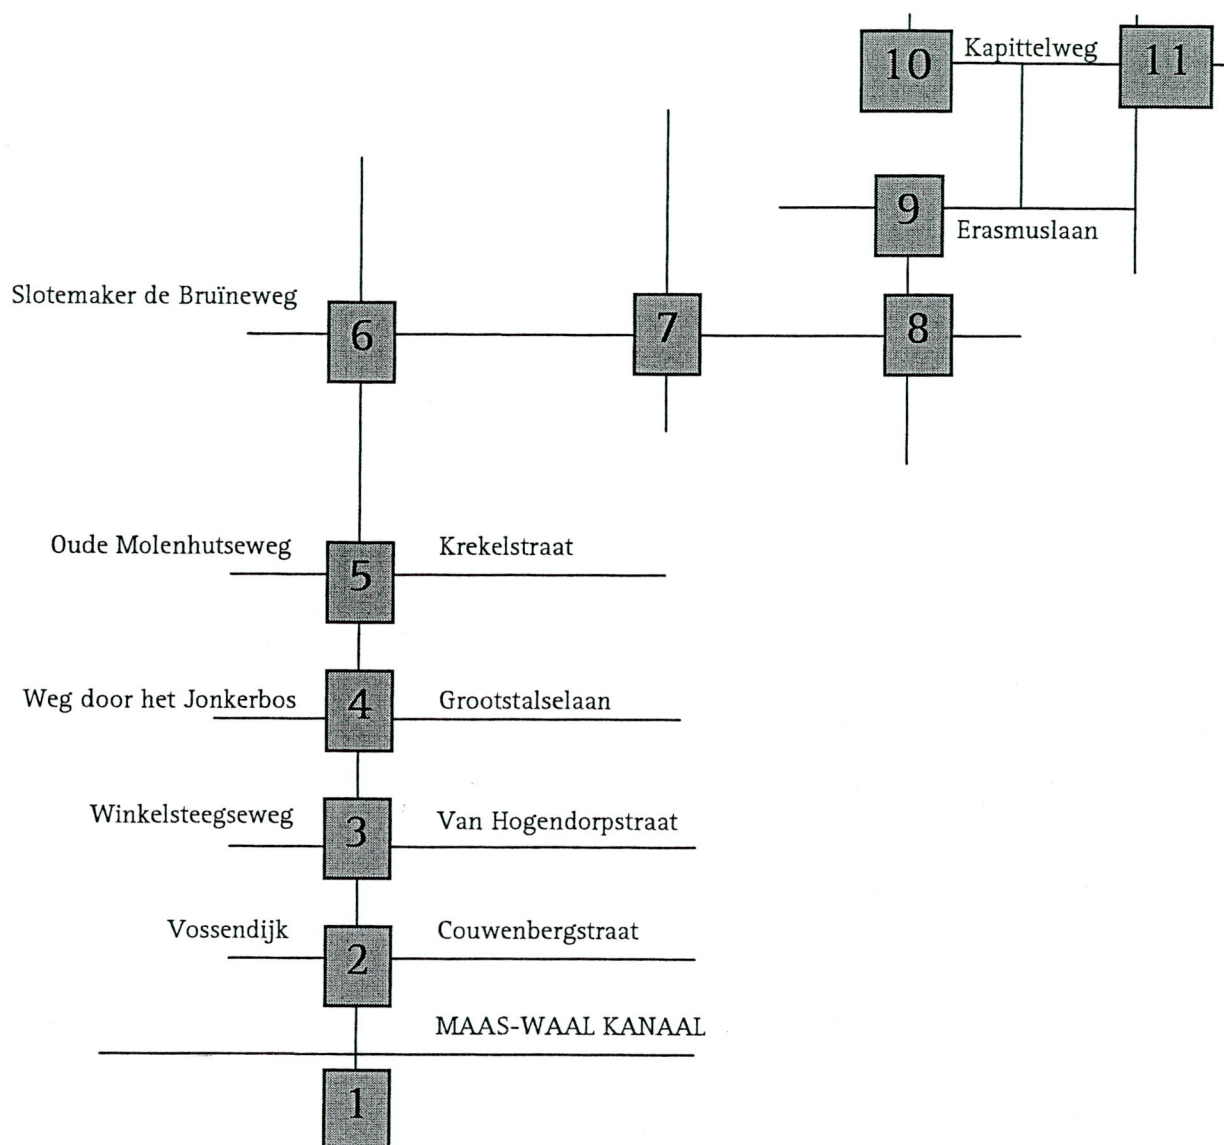 10 Kapittelweg 11
9
Erasmuslaan
Slotemaker de Bruïneweg
6 7 8
Oude Molenhutseweg Krekelstraat
5
Weg door het Jonkerbos 4 Grootstalselaan
Winkelsteegseweg 3 Van Hogendorpstraat
Vossendijk Couwenbergstraat
2
MAAS-WAAL KANAAL
1